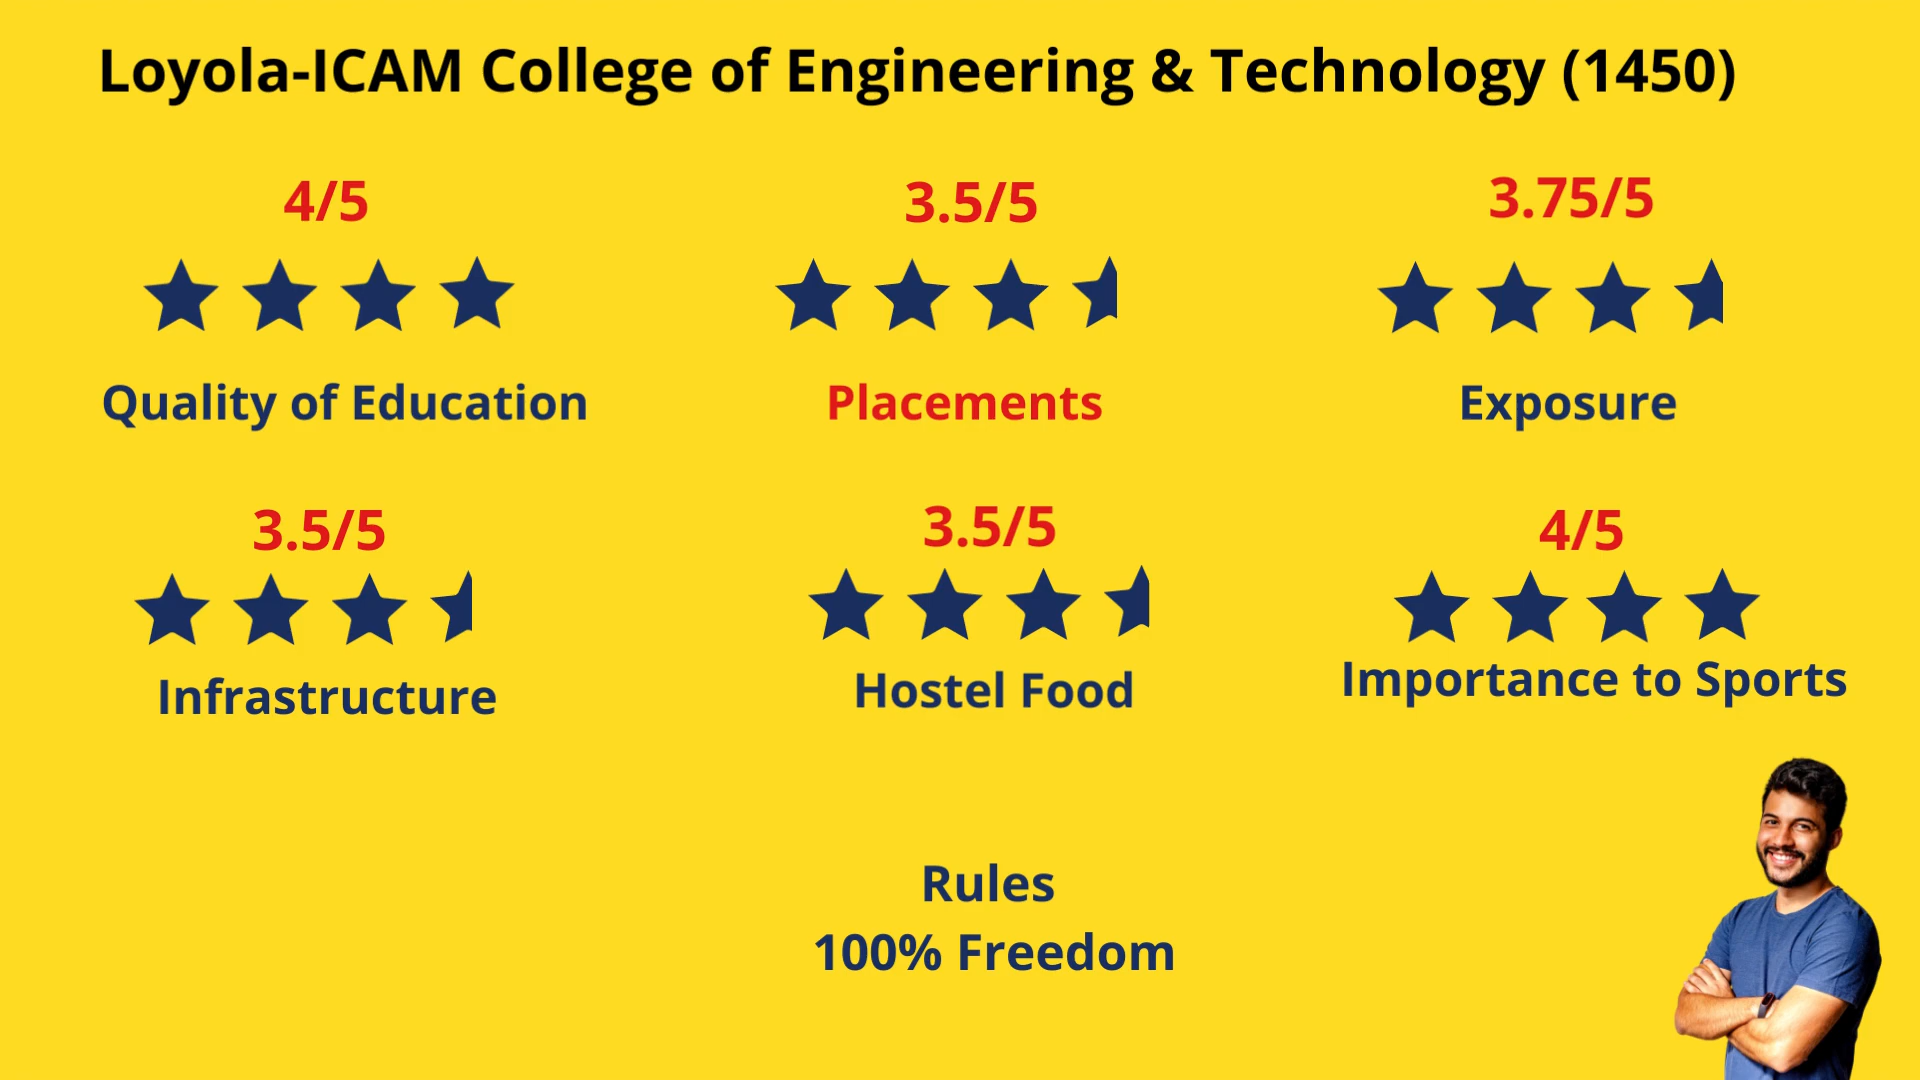 Loyola-ICAM College of Engineering & Technology (1450)
4/5
3.5/5
3.75/5
Quality of Education
Placements
Exposure
3.5/5
3.5/5
4/5
Infrastructure
Hostel Food
Importance to Sports
Rules
100% Freedom